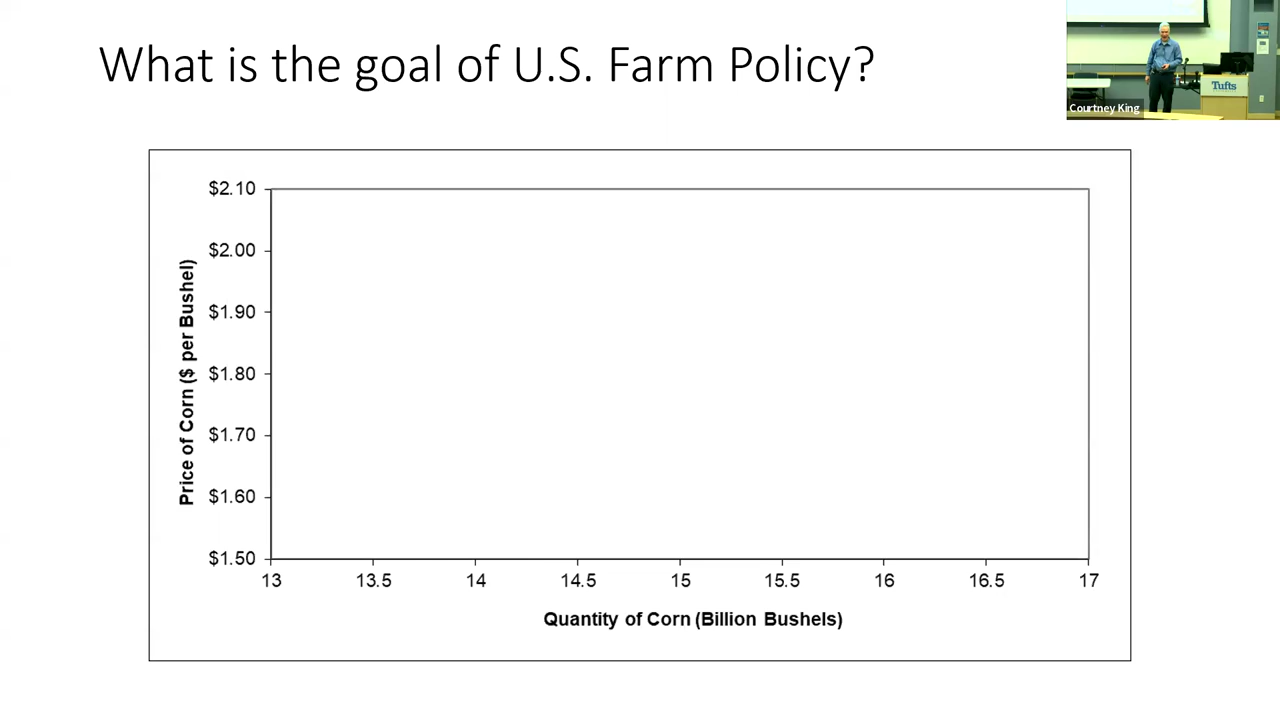 What is the goal of U.S. Farm Policy?
Courtney King
Tufts
$2.10
$2.00
$1.90
$1.80
$1.70
$1.60
$1.50
Price of Corn ($ per Bushel)
13 13.5 14 14.5 15 15.5 16 16.5 17
Quantity of Corn (Billion Bushels)